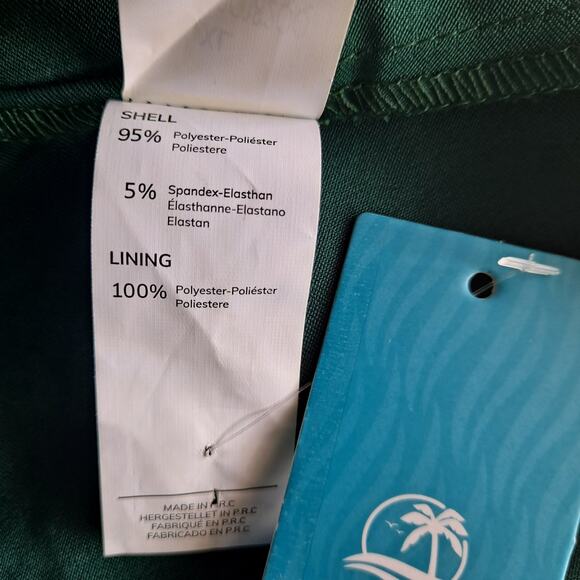 SHELL
95% Polyester-Poliéster
Poliestere
5% Spandex-Elasthan
Élasthanne-Elastano
Elastan
LINING
100% Polyester-Poliéster
Poliestere
MADE IN P.R.C
HERGESTELLET IN P.R.C
FABRIQUÉ EN P.R.C
FABRICADO EN P.R.C